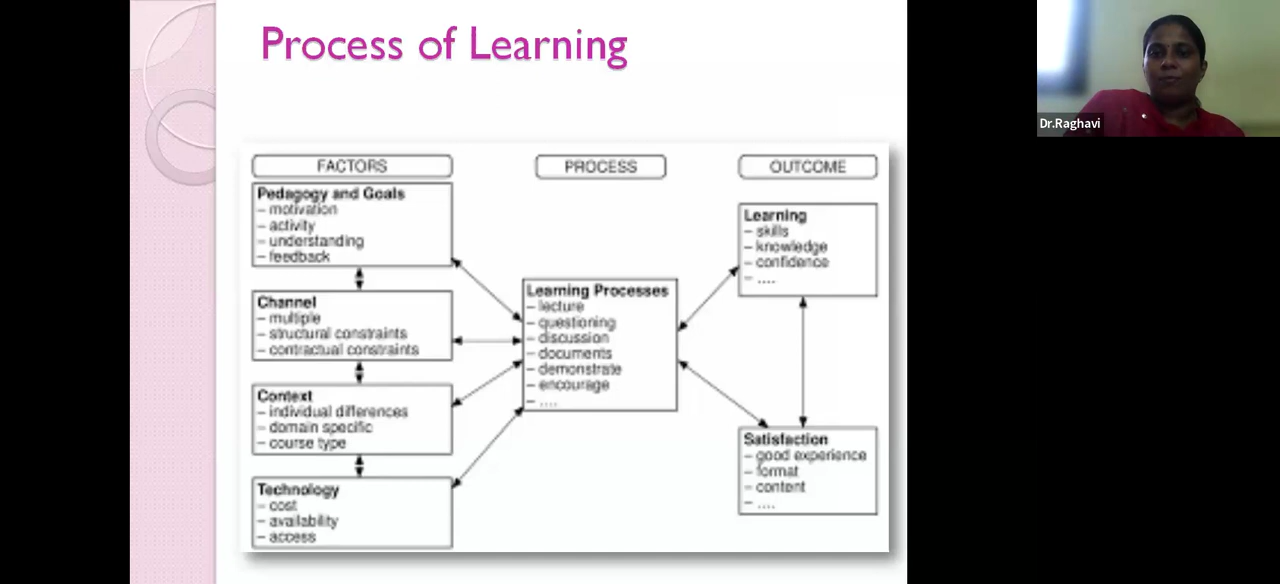 Process of Learning
Dr.Raghavi
FACTORS
PROCESS
OUTCOME
Pedagogy and Goals
– motivation
– activity
– understanding
– feedback
Channel
– multiple
– structural constraints
– contractual constraints
Context
– individual differences
– domain specific
– course type
Technology
– cost
– availability
– access
Learning Processes
– lecture
– questioning
– discussion
– documents
– demonstrate
– encourage
– ....
Learning
– skills
– knowledge
– confidence
– ....
Satisfaction
– good experience
– format
– content
– ....